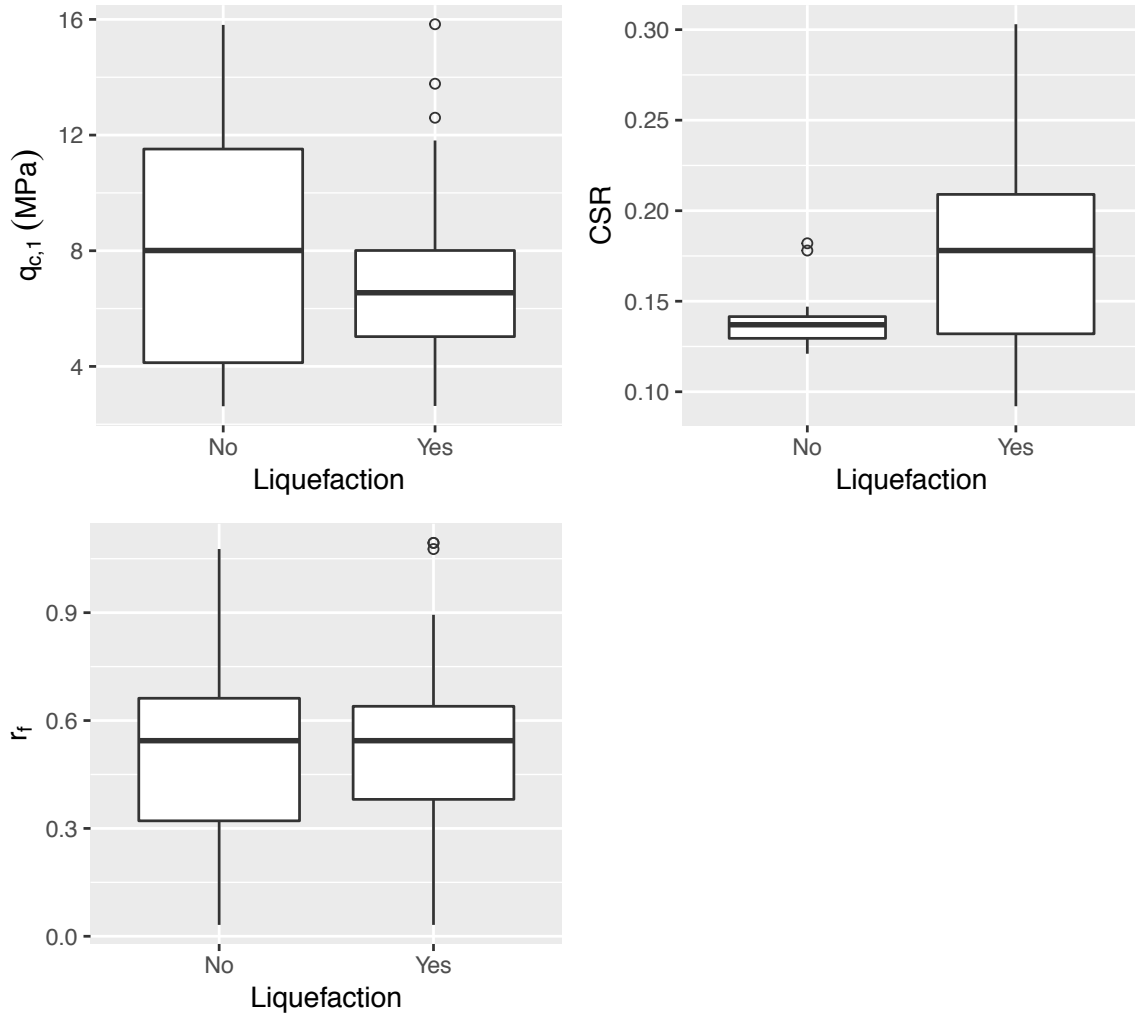 16
12
8
4
q_c,1 (MPa)
No
Yes
Liquefaction
0.30
0.25
0.20
0.15
0.10
CSR
No
Yes
Liquefaction
0.9
0.6
0.3
0.0
r_f
No
Yes
Liquefaction